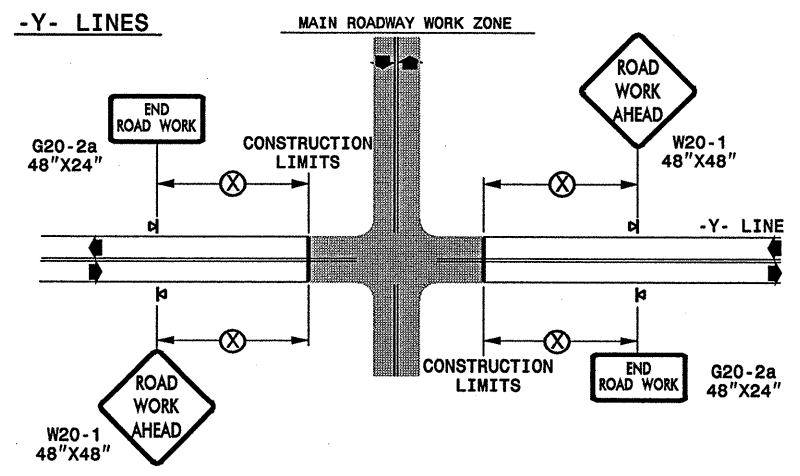 -Y- LINES
MAIN ROADWAY WORK ZONE
END
ROAD WORK
G20-2a
48"X24"
CONSTRUCTION
LIMITS
X
ROAD
WORK
AHEAD
W20-1
48"X48"
X
-Y- LINE
X
ROAD
WORK
AHEAD
W20-1
48"X48"
X
CONSTRUCTION
LIMITS
END
ROAD WORK
G20-2a
48"X24"